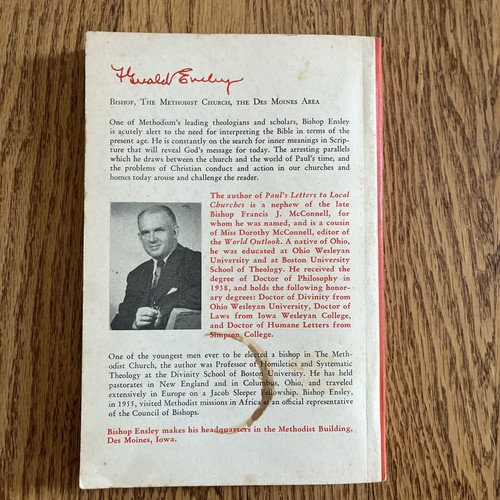 F Gerald Ensley
Bishop, The Methodist Church, the Des Moines Area
One of Methodism's leading theologians and scholars, Bishop Ensley
is acutely alert to the need for interpreting the Bible in terms of the
present age. He is constantly on the search for inner meanings in Scrip-
ture that will reveal God's message for today. The arresting parallels
which he draws between the church and the world of Paul's time, and
the problems of Christian conduct and action in our churches and
homes today arouse and challenge the reader.
The author of Paul's Letters to Local
Churches is a nephew of the late
Bishop Francis J. McConnell, for
whom he was named, and is a cousin
of Miss Dorothy McConnell, editor of
the World Outlook. A native of Ohio,
he was educated at Ohio Wesleyan
University and at Boston University
School of Theology. He received the
degree of Doctor of Philosophy in
1938, and holds the following honor-
ary degrees: Doctor of Divinity from
Ohio Wesleyan University, Doctor of
Laws from Iowa Wesleyan College,
and Doctor of Humane Letters from
Simpson College.
One of the youngest men ever to be elected a bishop in The Meth-
odist Church, the author was Professor of Homiletics and Systematic
Theology at the Divinity School of Boston University. He has held
pastorates in New England and in Columbus, Ohio, and traveled
extensively in Europe on a Jacob Sleeper Fellowship. Bishop Ensley,
in 1955, visited Methodist missions in Africa as an official representative
of the Council of Bishops.
Bishop Ensley makes his headquarters in the Methodist Building,
Des Moines, Iowa.